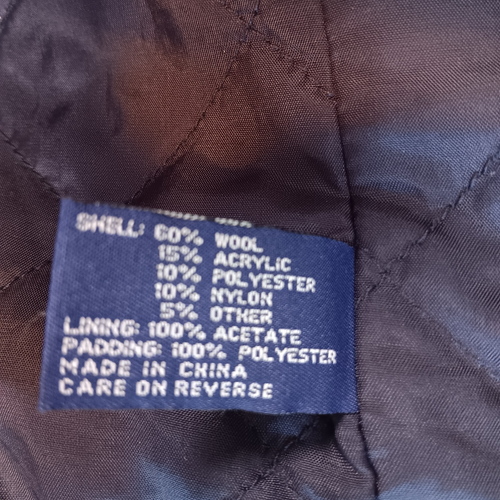 SHELL: 60% WOOL
15% ACRYLIC
10% POLYESTER
10% NYLON
5% OTHER
LINING: 100% ACETATE
PADDING: 100% POLYESTER
MADE IN CHINA
CARE ON REVERSE